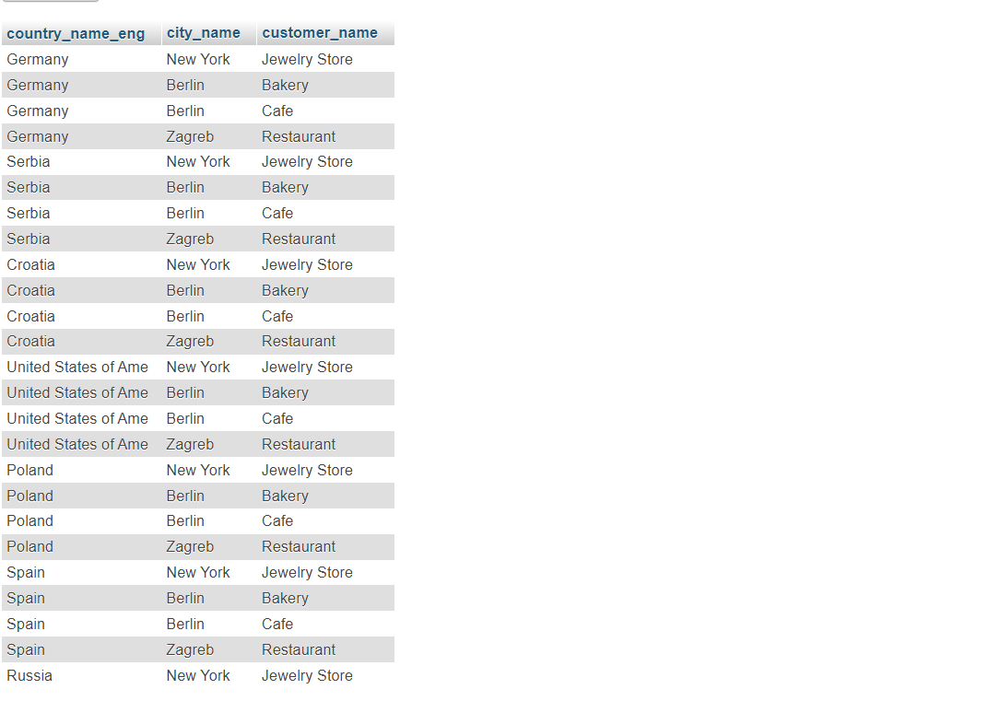 country_name_eng city_name customer_name
Germany New York Jewelry Store
Germany Berlin Bakery
Germany Berlin Cafe
Germany Zagreb Restaurant
Serbia New York Jewelry Store
Serbia Berlin Bakery
Serbia Berlin Cafe
Serbia Zagreb Restaurant
Croatia New York Jewelry Store
Croatia Berlin Bakery
Croatia Berlin Cafe
Croatia Zagreb Restaurant
United States of Ame New York Jewelry Store
United States of Ame Berlin Bakery
United States of Ame Berlin Cafe
United States of Ame Zagreb Restaurant
Poland New York Jewelry Store
Poland Berlin Bakery
Poland Berlin Cafe
Poland Zagreb Restaurant
Spain New York Jewelry Store
Spain Berlin Bakery
Spain Berlin Cafe
Spain Zagreb Restaurant
Russia New York Jewelry Store